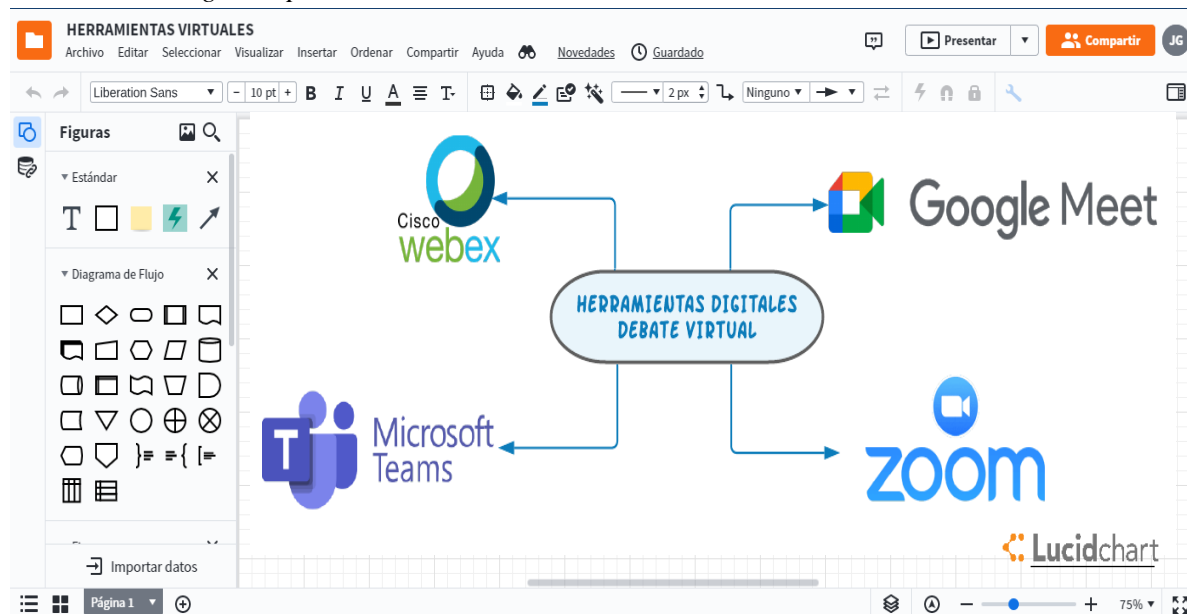 HERRAMIENTAS VIRTUALES
Archivo Editar Seleccionar Visualizar Insertar Ordenar Compartir Ayuda Novedades Guardado
Presentar
Compartir
JG
Liberation Sans
10 pt
B I U A T
2 px
Ninguno
Figuras
Estándar
T
Diagrama de Flujo
Importar datos
Cisco
webex
Google Meet
HERRAMIENTAS DIGITALES
DEBATE VIRTUAL
T
Microsoft
Teams
zoom
Lucidchart
Página 1
75%